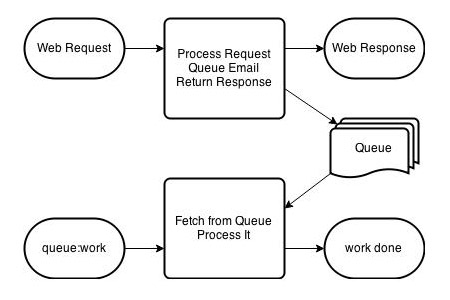 Web Request
Process Request
Queue Email
Return Response
Web Response
Queue
Fetch from Queue
Process It
queue:work
work done